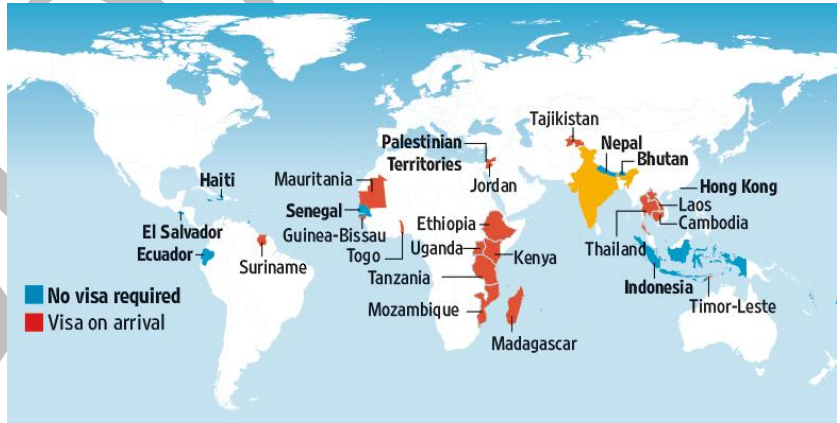 Tajikistan
Palestinian
Territories
Nepal
Bhutan
Haiti
Mauritania
Jordan
Hong Kong
Senegal
Laos
El Salvador
Guinea-Bissau
Ethiopia
Cambodia
Ecuador
Togo
Uganda
Kenya
Thailand
Suriname
Tanzania
Indonesia
No visa required
Mozambique
Timor-Leste
Visa on arrival
Madagascar